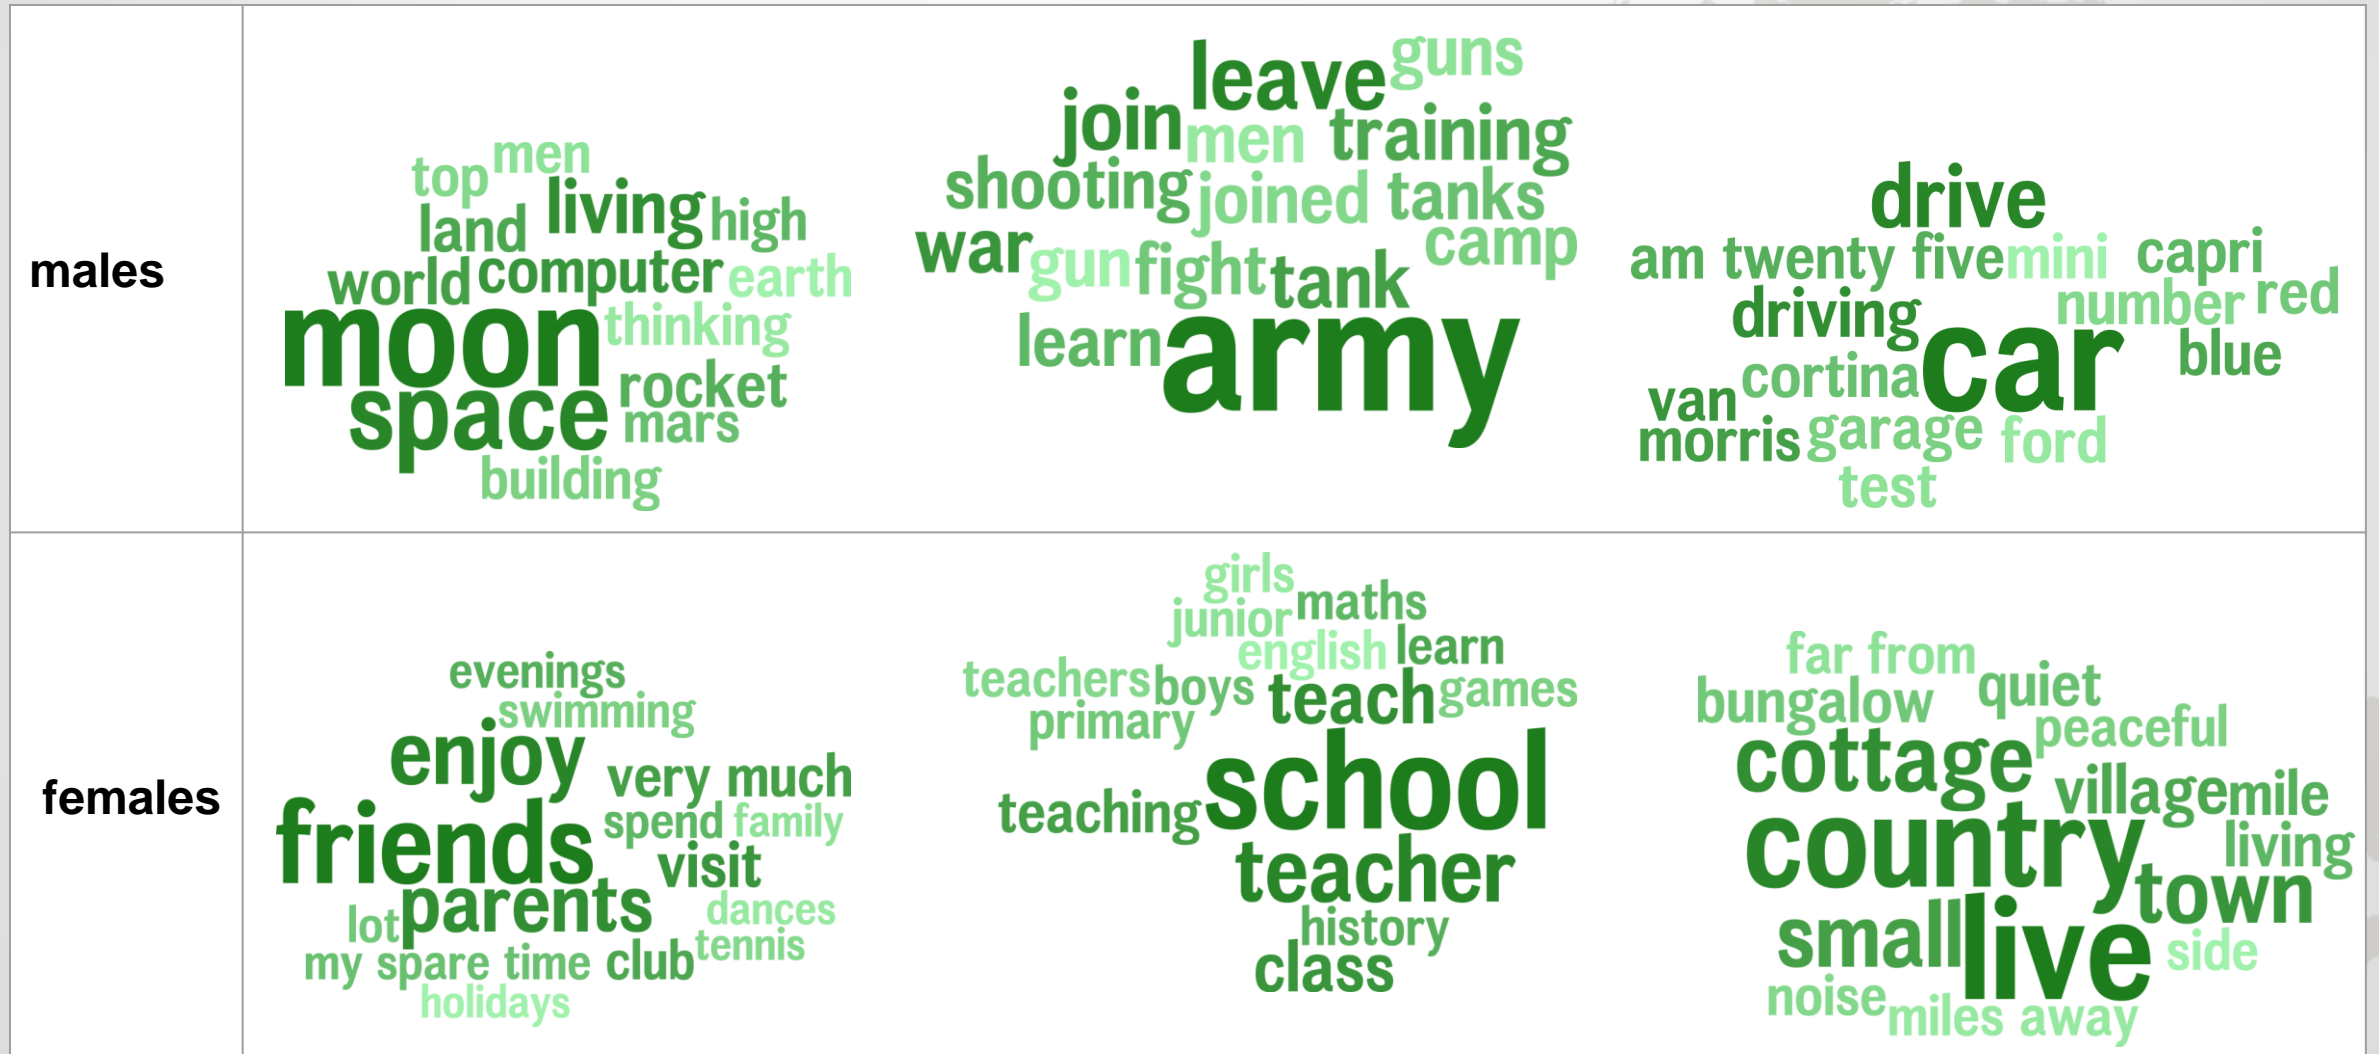 males
men
top
living
high
land
computer
world
earth
moon
thinking
rocket
space
mars
building
guns
leave
join
men
training
shooting
joined
tanks
war
gun
fight
tank
camp
learn
army
drive
am twenty five
mini
capri
driving
number
red
car
blue
cortina
van
morris
garage
ford
test
females
evenings
swimming
enjoy
very much
friends
spend
family
visit
parents
lot
dances
my spare time
club
tennis
holidays
girls
maths
junior
english
learn
teachers
boys
teach
games
primary
school
teaching
teacher
history
class
far from
quiet
bungalow
peaceful
cottage
village
mile
country
living
town
small
live
side
noise
miles away